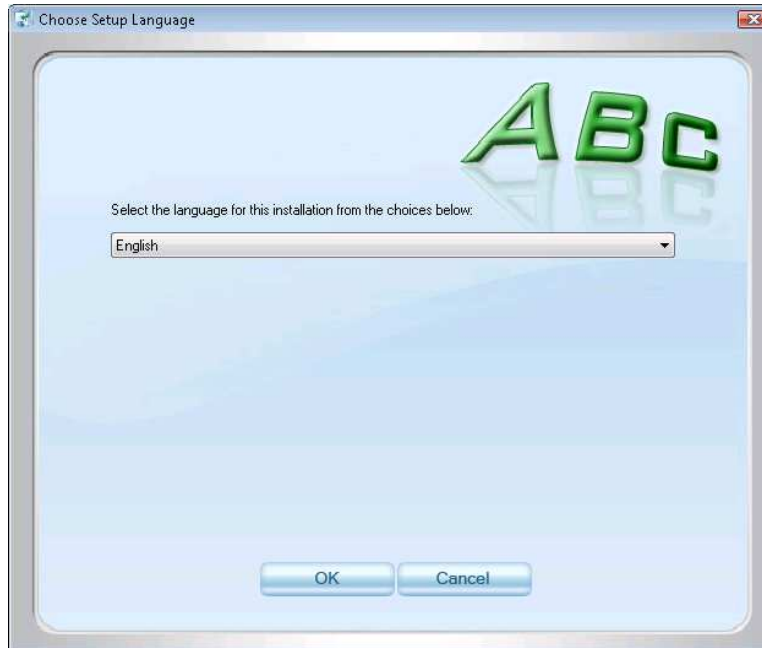 Choose Setup Language
ABC
Select the language for this installation from the choices below:
English
OK Cancel